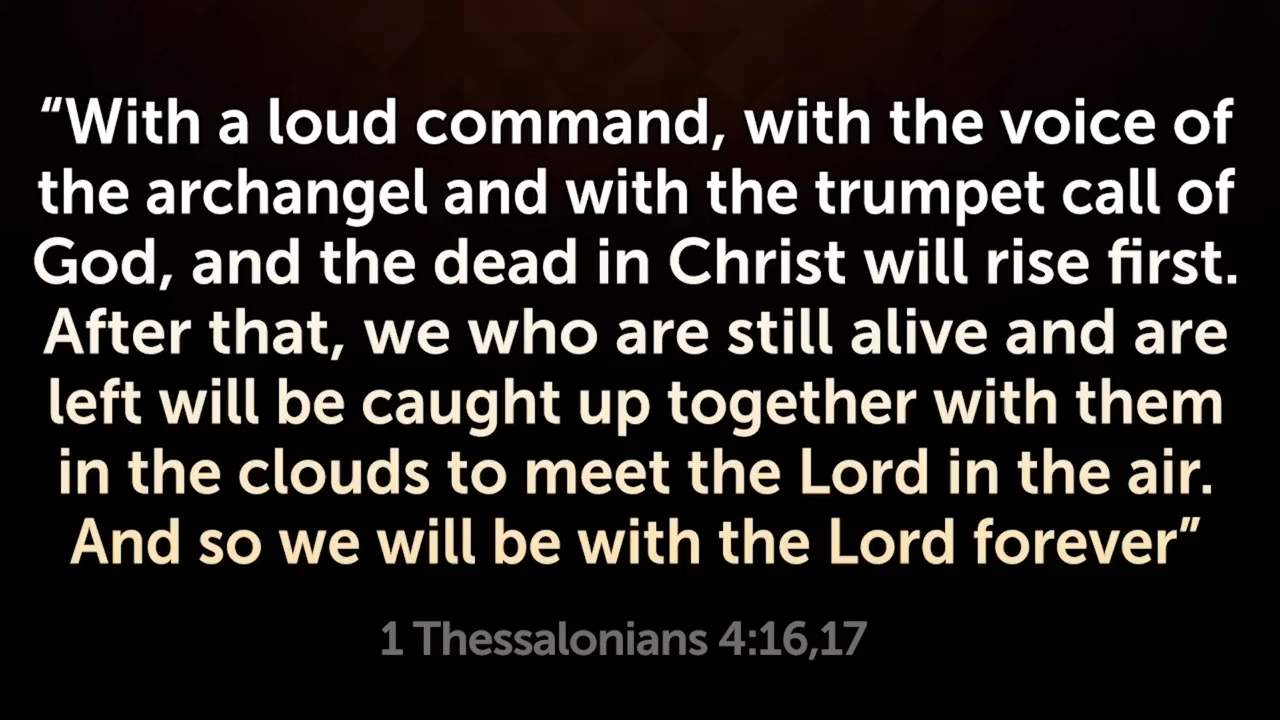 “With a loud command, with the voice of
the archangel and with the trumpet call of
God, and the dead in Christ will rise first.
After that, we who are still alive and are
left will be caught up together with them
in the clouds to meet the Lord in the air.
And so we will be with the Lord forever”
1 Thessalonians 4:16,17